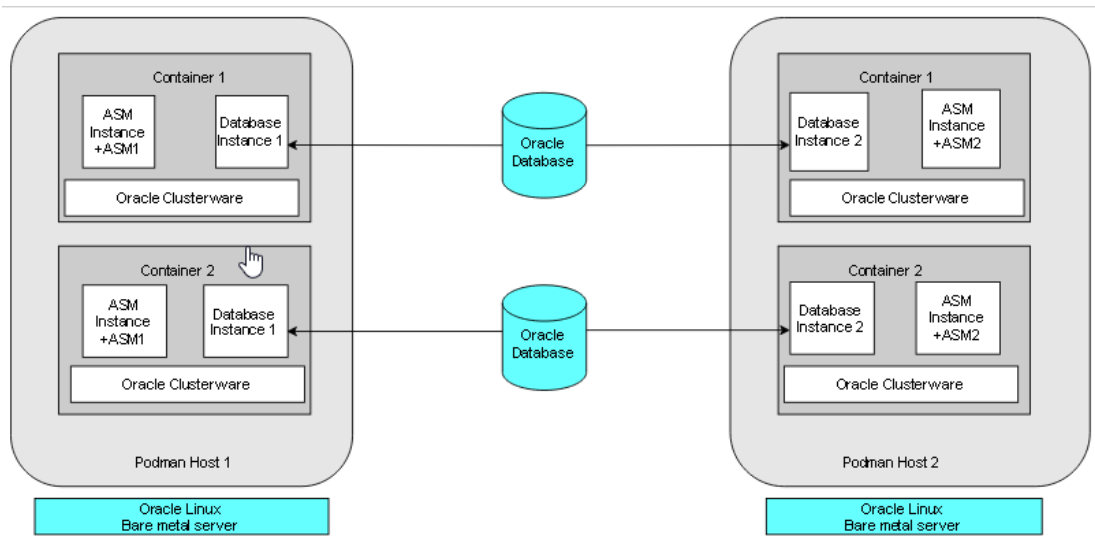 Container 1
ASM
Instance
+ASM1
Database
Instance 1
Oracle Clusterware
Container 2
ASM
Instance
+ASM1
Database
Instance 1
Oracle Clusterware
Podman Host 1
Oracle Linux
Bare metal server
Oracle
Database
Oracle
Database
Container 1
Database
Instance 2
ASM
Instance
+ASM2
Oracle Clusterware
Container 2
Database
Instance 2
ASM
Instance
+ASM2
Oracle Clusterware
Podman Host 2
Oracle Linux
Bare metal server